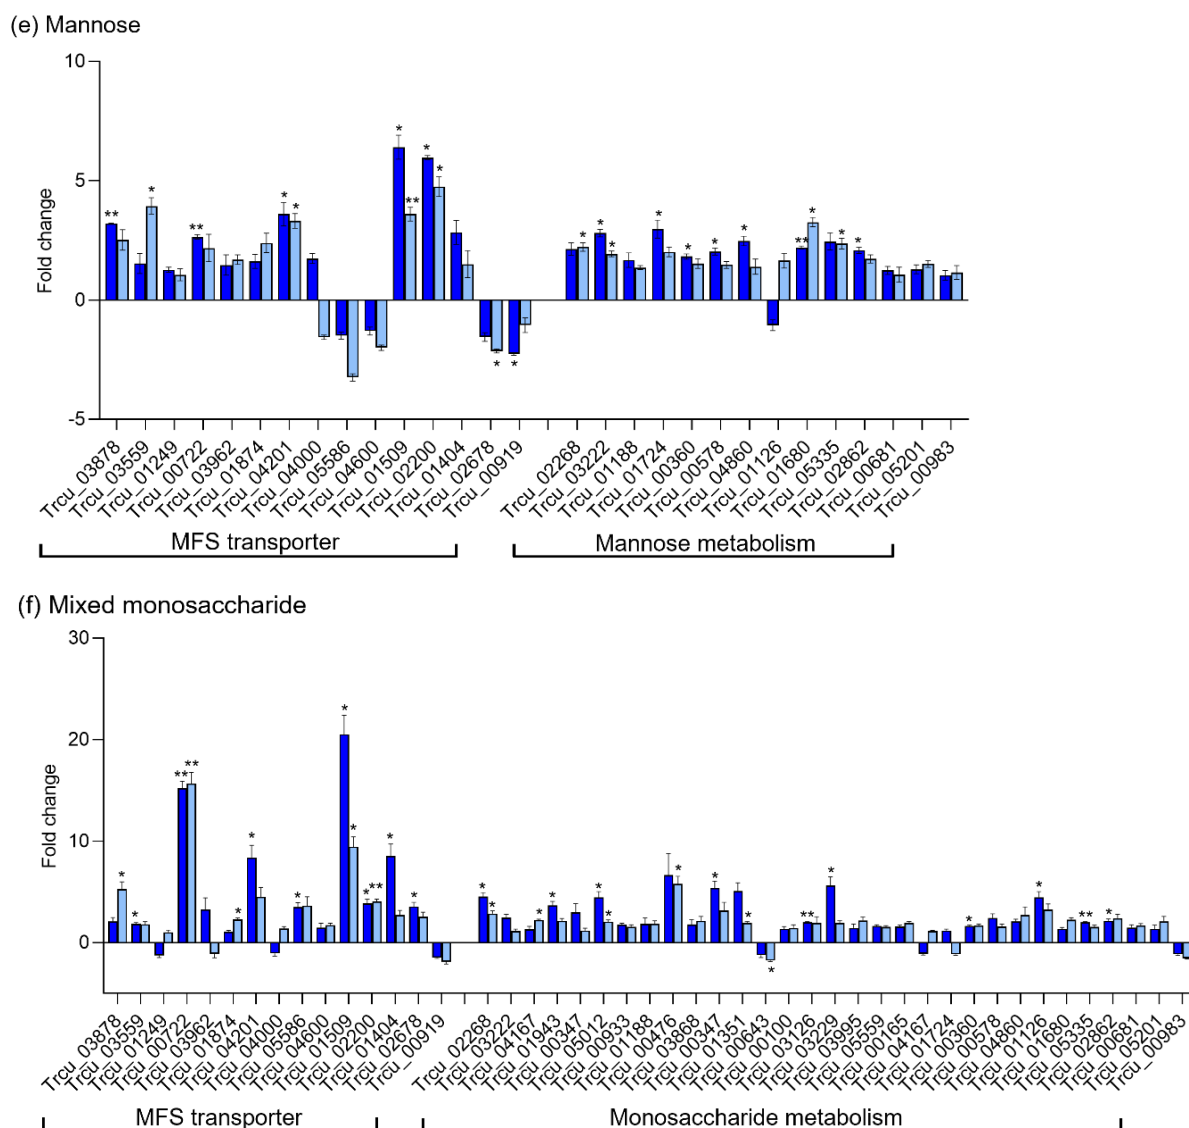 (e) Mannose
10
5
0
-5
Fold change
** * ** * * * ** * * * *
* * * * * * * ** * * *
Trcu_03878
Trcu_03559
Trcu_01249
Trcu_00722
Trcu_03962
Trcu_01874
Trcu_04201
Trcu_04000
Trcu_05586
Trcu_04600
Trcu_01509
Trcu_02200
Trcu_01404
Trcu_02678
Trcu_00919
Trcu_02268
Trcu_03222
Trcu_01188
Trcu_01724
Trcu_00360
Trcu_00578
Trcu_04860
Trcu_01126
Trcu_01680
Trcu_05335
Trcu_02862
Trcu_00681
Trcu_05201
Trcu_00983
MFS transporter
Mannose metabolism
(f) Mixed monosaccharide
30
20
10
0
Fold change
* * ** ** * * * * * * ** * *
* * * * * * * * * * * ** * * * ** *
Trcu_03878
Trcu_03559
Trcu_01249
Trcu_00722
Trcu_03962
Trcu_01874
Trcu_04201
Trcu_04000
Trcu_05586
Trcu_04600
Trcu_01509
Trcu_02200
Trcu_01404
Trcu_02678
Trcu_00919
Trcu_02268
Trcu_03222
Trcu_04167
Trcu_01943
Trcu_00347
Trcu_05012
Trcu_00933
Trcu_01188
Trcu_00476
Trcu_03868
Trcu_00347
Trcu_01351
Trcu_00643
Trcu_00100
Trcu_03126
Trcu_03229
Trcu_03995
Trcu_05559
Trcu_00165
Trcu_04167
Trcu_01724
Trcu_00360
Trcu_00578
Trcu_04860
Trcu_01126
Trcu_01680
Trcu_05335
Trcu_02862
Trcu_00681
Trcu_05201
Trcu_00983
MFS transporter
Monosaccharide metabolism